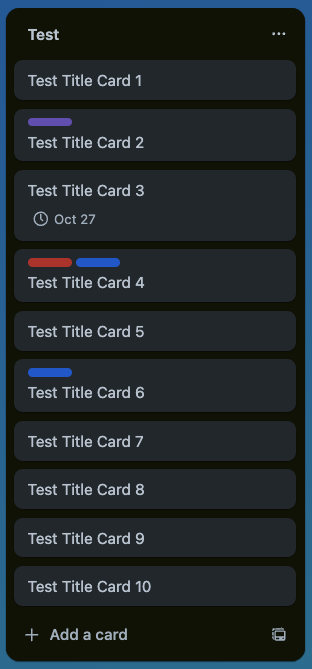 Test
Test Title Card 1
Test Title Card 2
Test Title Card 3
Oct 27
Test Title Card 4
Test Title Card 5
Test Title Card 6
Test Title Card 7
Test Title Card 8
Test Title Card 9
Test Title Card 10
Add a card